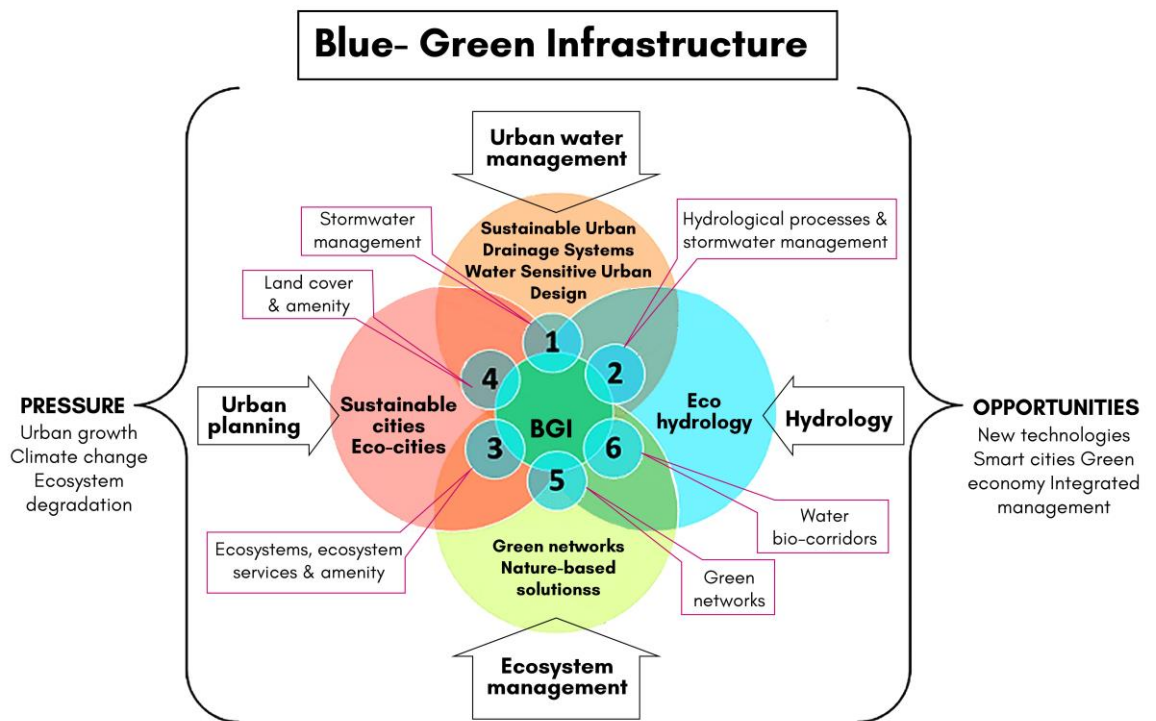 Blue- Green Infrastructure
Urban water
management
Stormwater
management
Hydrological processes &
stormwater management
Sustainable Urban
Drainage Systems
Water Sensitive Urban
Design
Land cover
& amenity
1
2
4
PRESSURE
Urban growth
Climate change
Ecosystem
degradation
Urban
planning
Sustainable
cities
Eco-cities
BGI
Eco
hydrology
Hydrology
OPPORTUNITIES
New technologies
Smart cities Green
economy Integrated
management
3
6
5
Ecosystems, ecosystem
services & amenity
Green networks
Nature-based
solutionss
Water
bio-corridors
Green
networks
Ecosystem
management